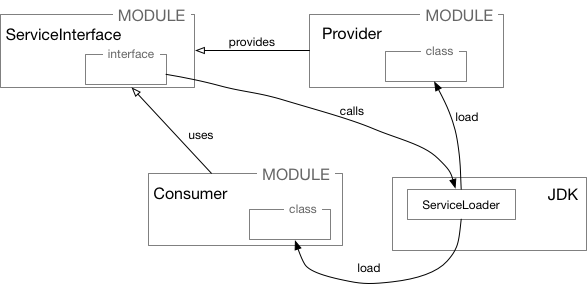 MODULE
ServiceInterface
interface
provides
MODULE
Provider
class
calls
load
uses
MODULE
Consumer
class
JDK
ServiceLoader
load